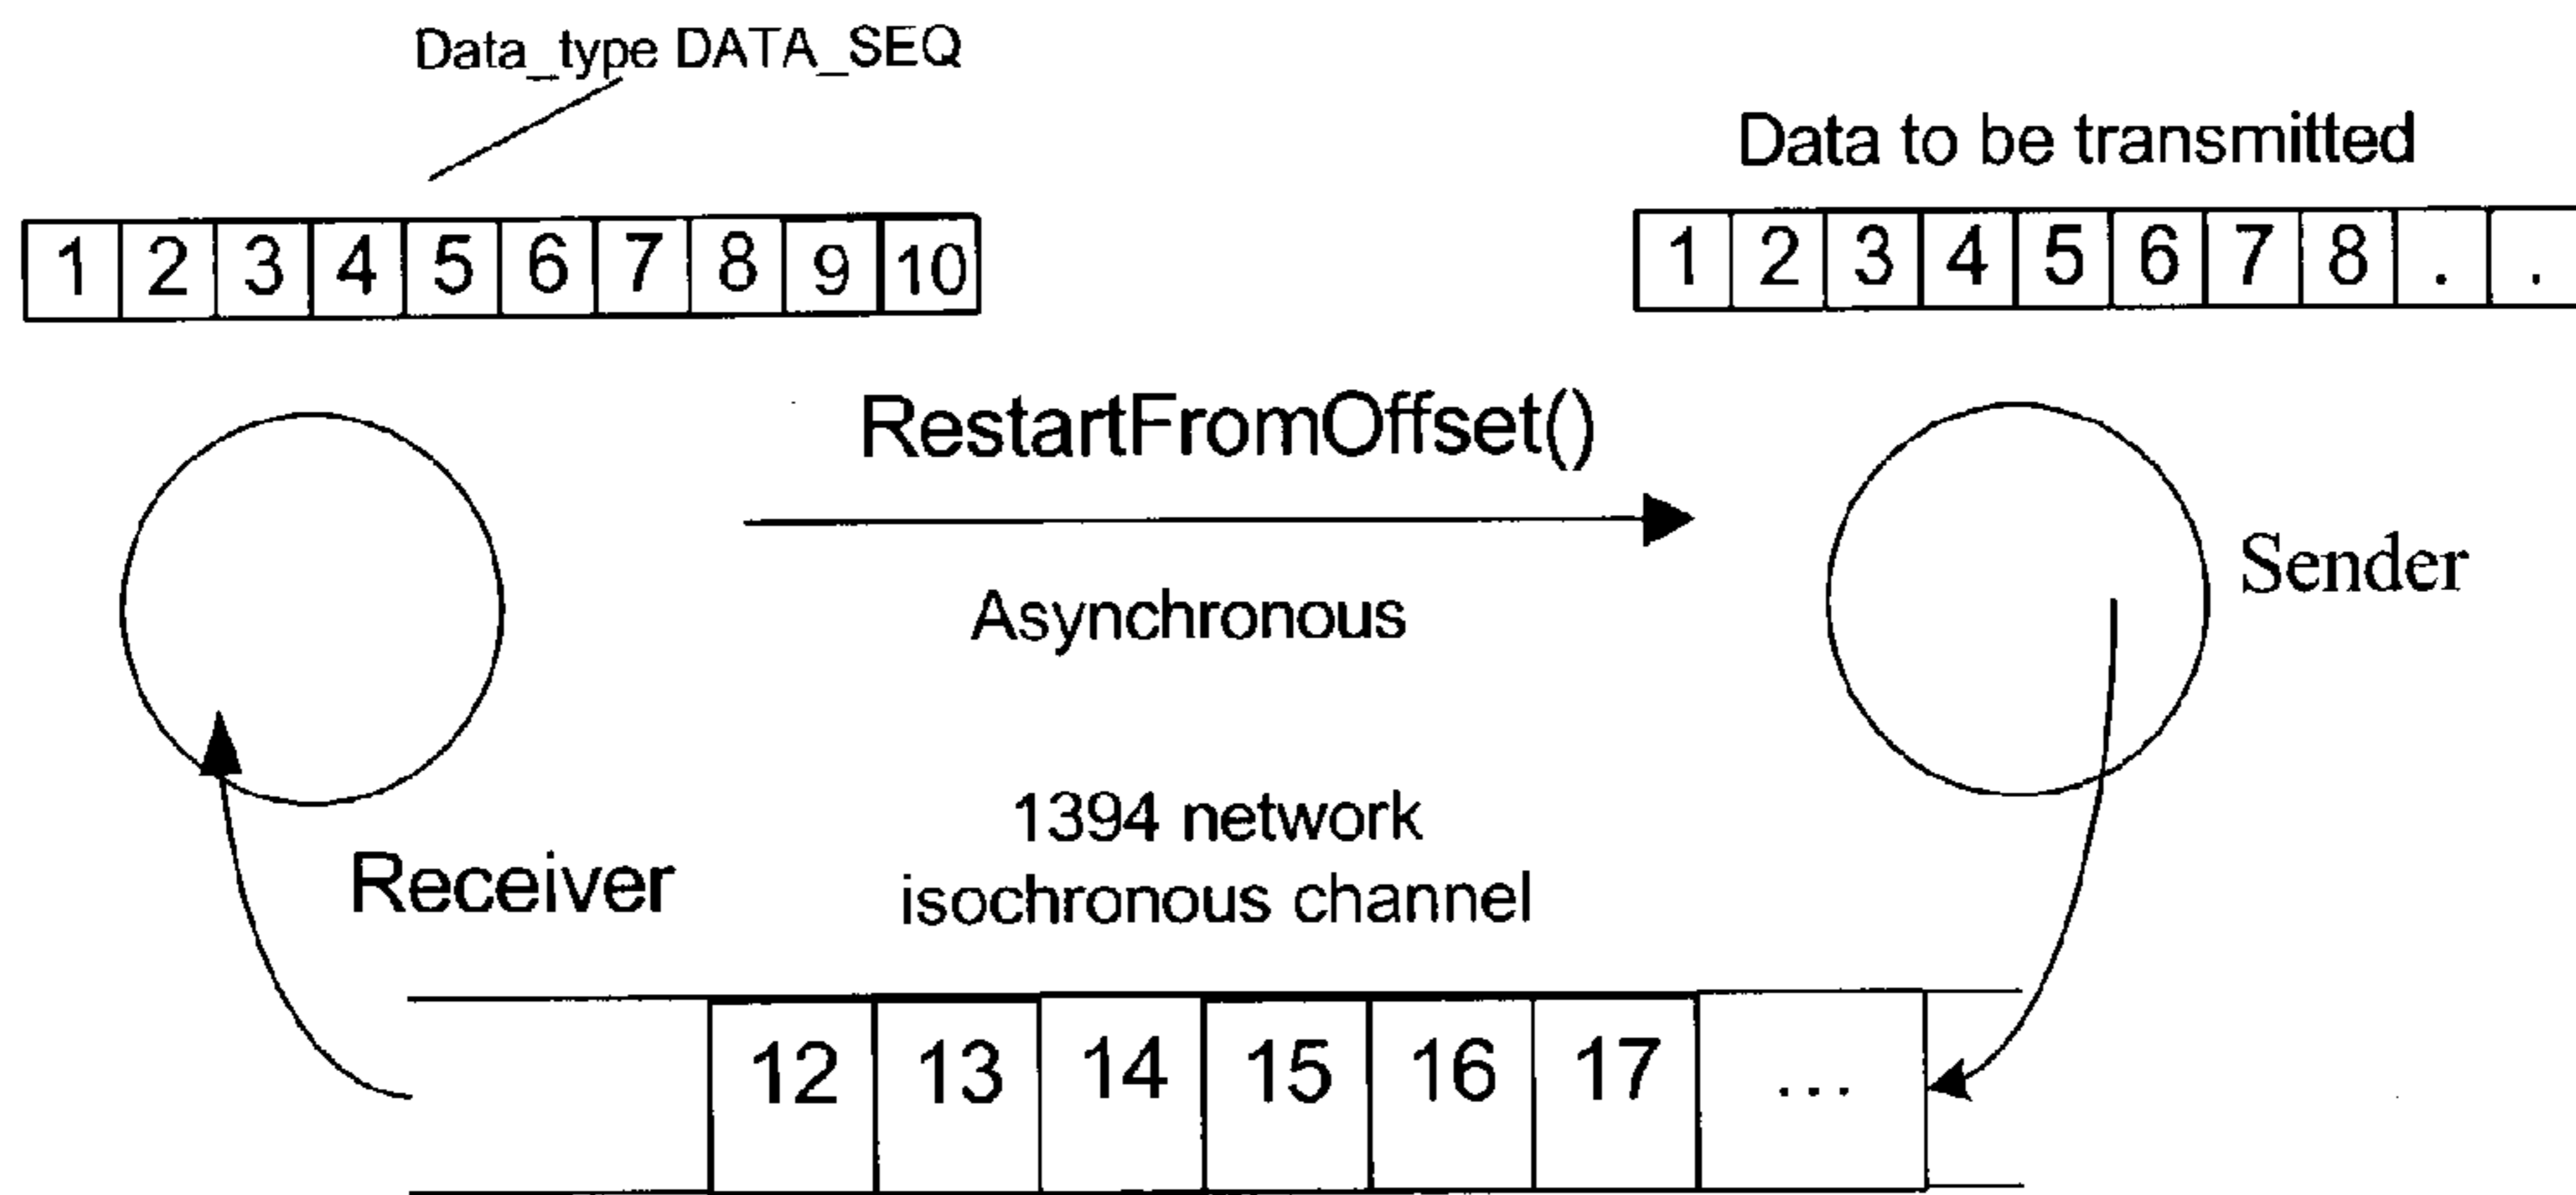 Data_type DATA_SEQ
Data to be transmitted
1 2 3 4 5 6 7 8 9 10
1 2 3 4 5 6 7 8 . .
RestartFromOffset()
Asynchronous
Sender
1394 network
isochronous channel
Receiver
12 13 14 15 16 17 ...